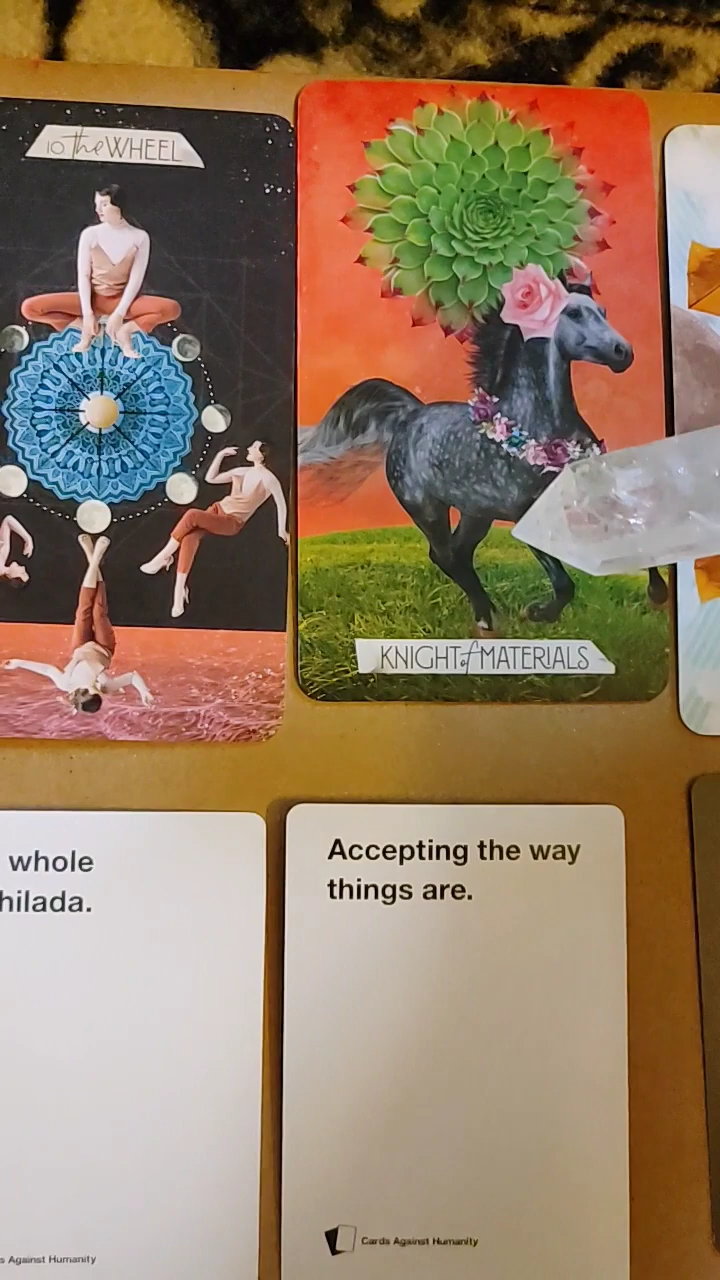 10 the WHEEL
KNIGHT of MATERIALS
whole
hilada.
Accepting the way
things are.
s Against Humanity
Cards Against Humanity